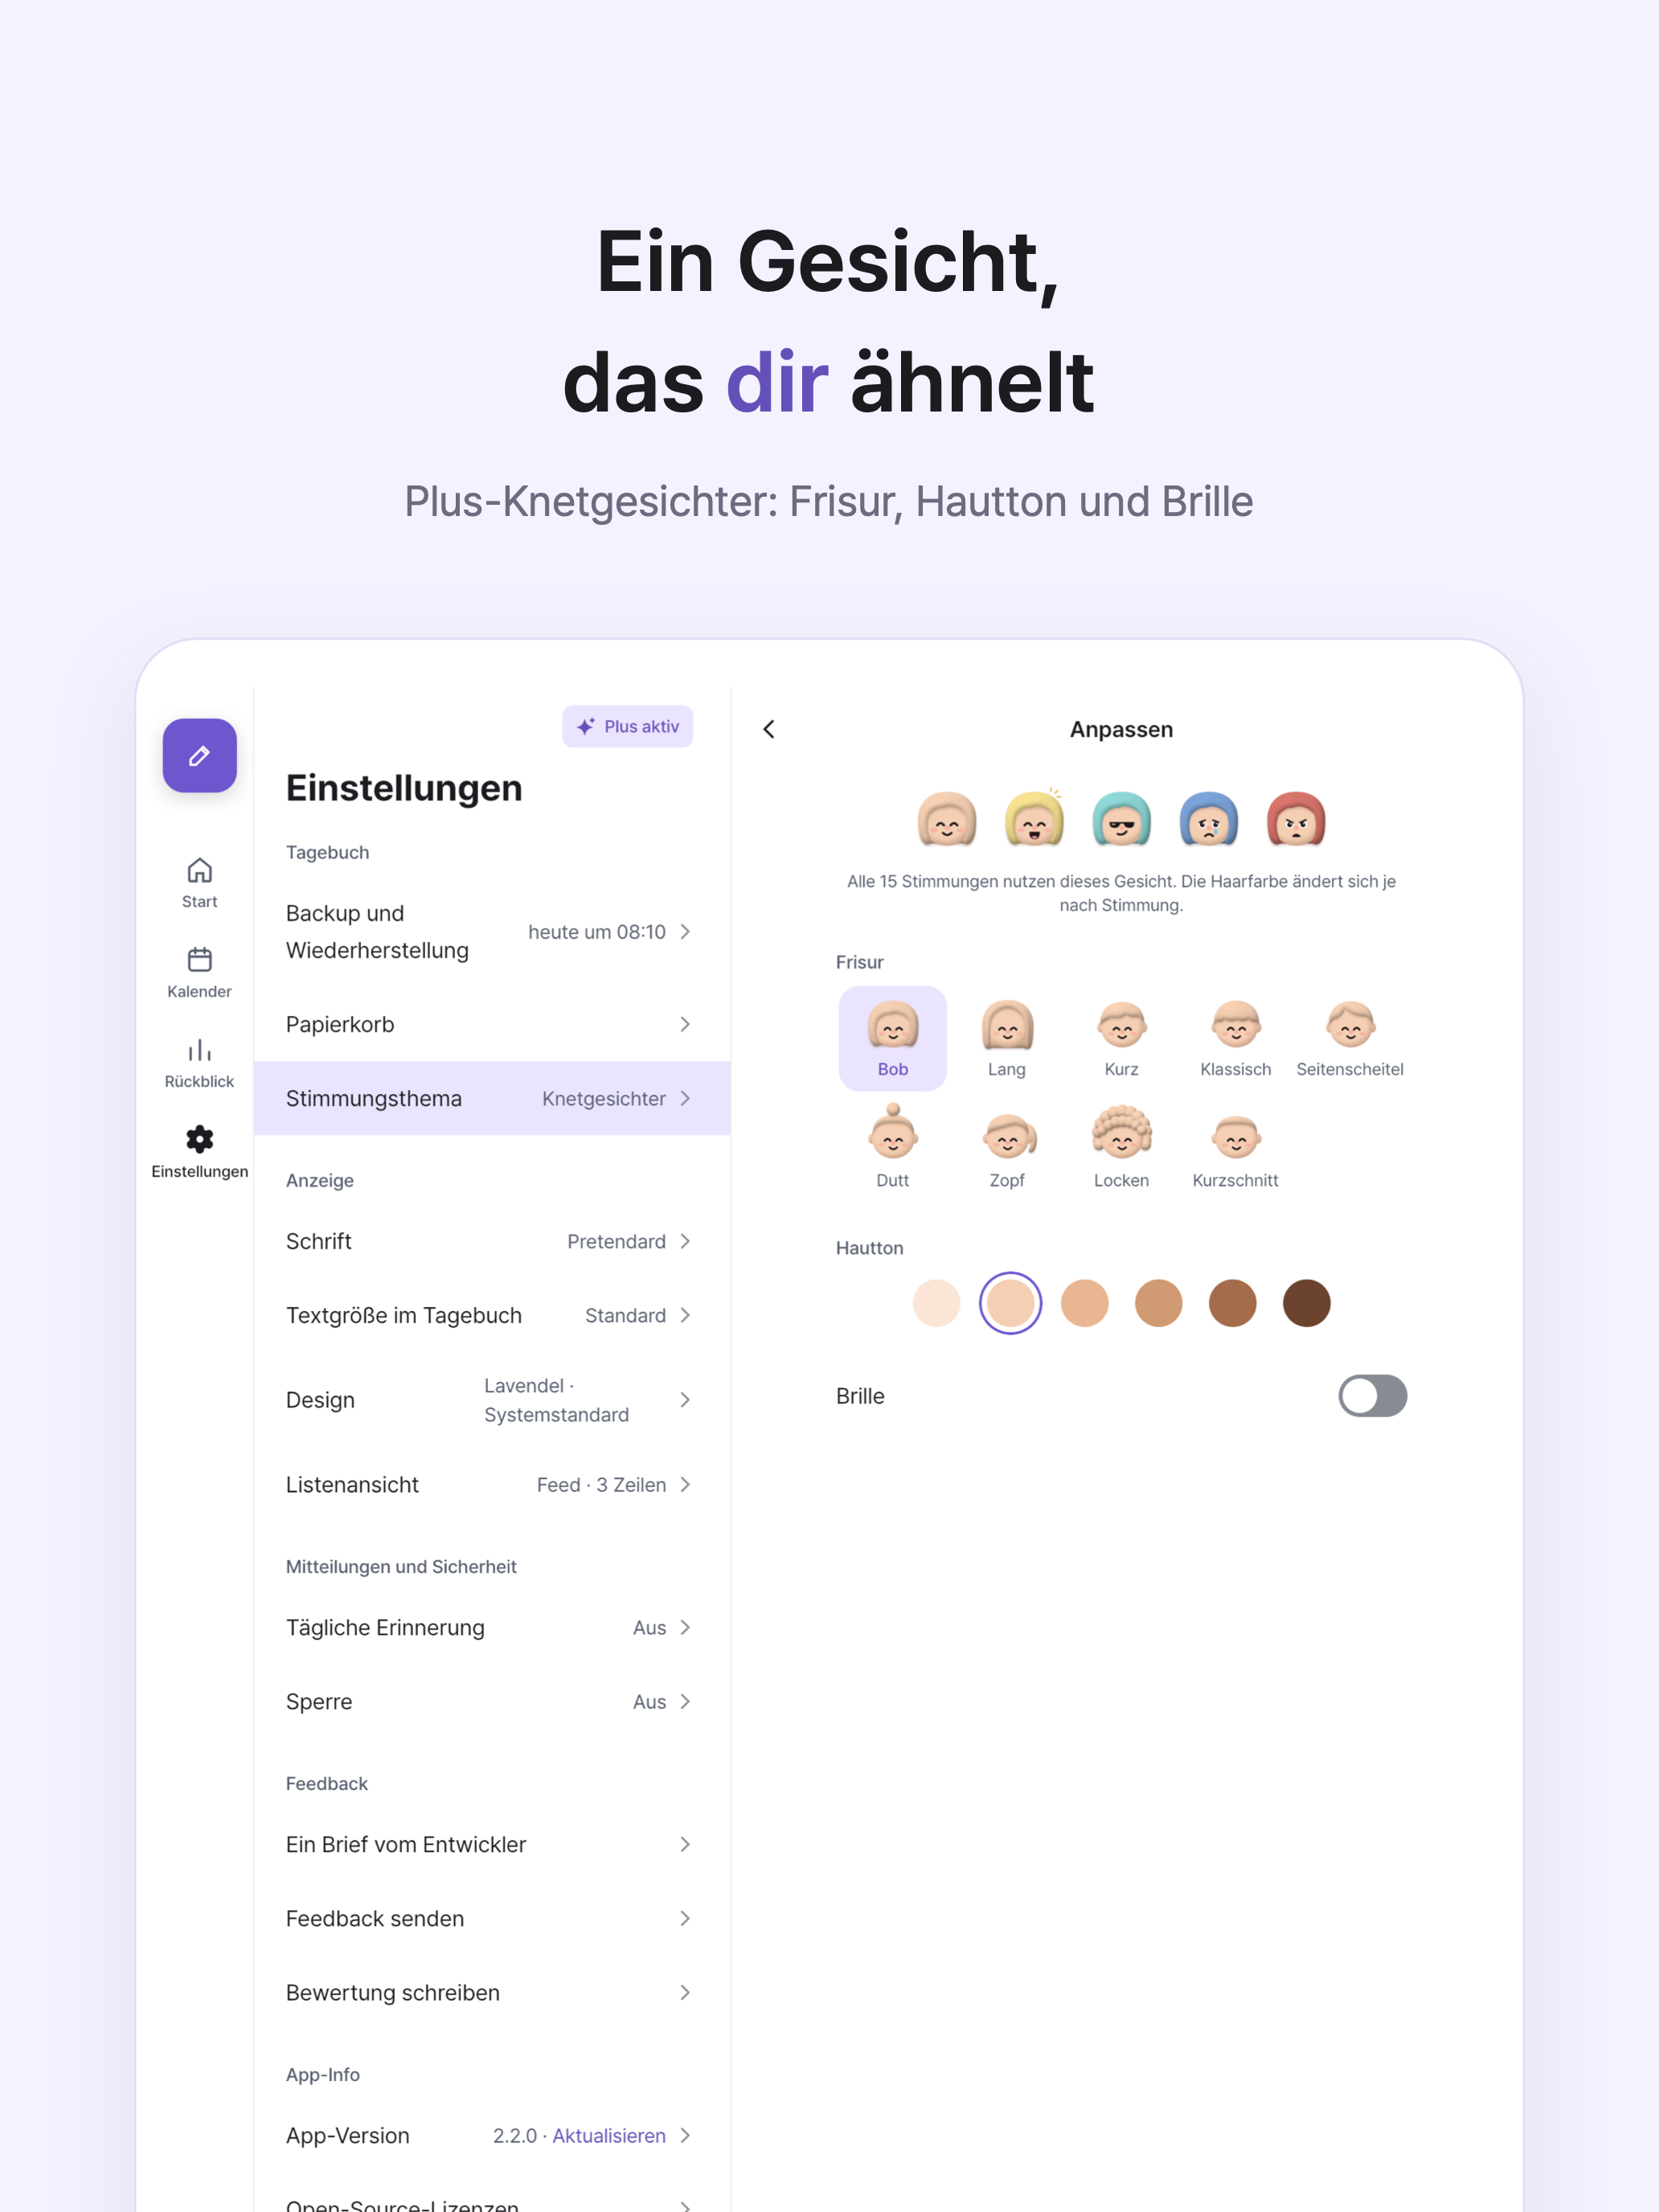 Ein Gesicht,
das dir ähnelt
Plus-Knetgesichter: Frisur, Hautton und Brille
Start
Kalender
Rückblick
Einstellungen
Plus aktiv
Einstellungen
Tagebuch
Backup und
Wiederherstellung
heute um 08:10
Papierkorb
Stimmungsthema Knetgesichter
Anzeige
Schrift Pretendard
Textgröße im Tagebuch Standard
Design
Lavendel ·
Systemstandard
Listenansicht Feed · 3 Zeilen
Mitteilungen und Sicherheit
Tägliche Erinnerung Aus
Sperre Aus
Feedback
Ein Brief vom Entwickler
Feedback senden
Bewertung schreiben
App-Info
App-Version 2.2.0 · Aktualisieren
Open-Source-Lizenzen
Anpassen
Alle 15 Stimmungen nutzen dieses Gesicht. Die Haarfarbe ändert sich je
nach Stimmung.
Frisur
Bob Lang Kurz Klassisch Seitenscheitel
Dutt Zopf Locken Kurzschnitt
Hautton
Brille